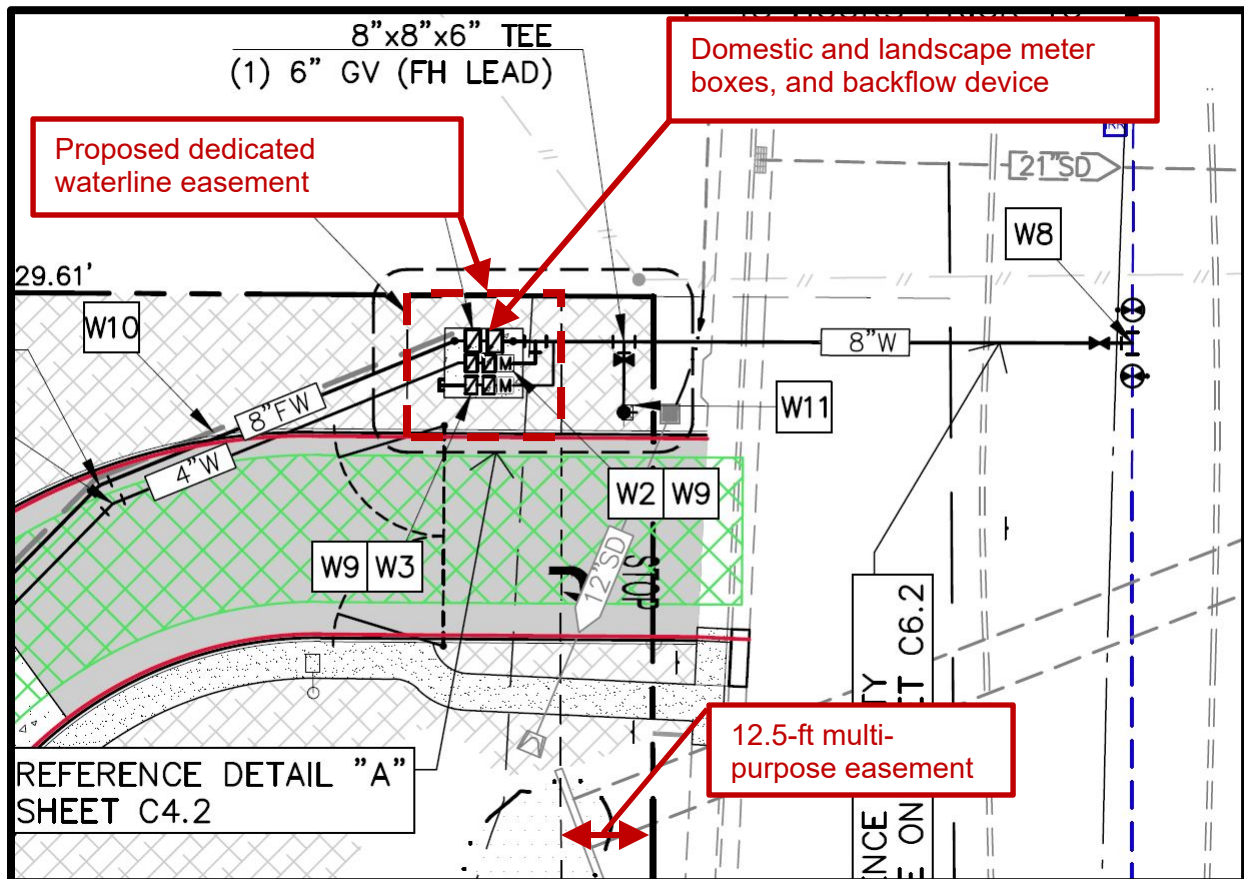 8"x8"x6" TEE
(1) 6" GV (FH LEAD)
Domestic and landscape meter
boxes, and backflow device
Proposed dedicated
waterline easement
21"SD
W8
29.61'
W10
8"W
8"FW
W11
4"W
W2 W9
W9 W3
12"SD
STOP
M
M
REFERENCE DETAIL "A"
SHEET C4.2
12.5-ft multi-
purpose easement
ET C6.2